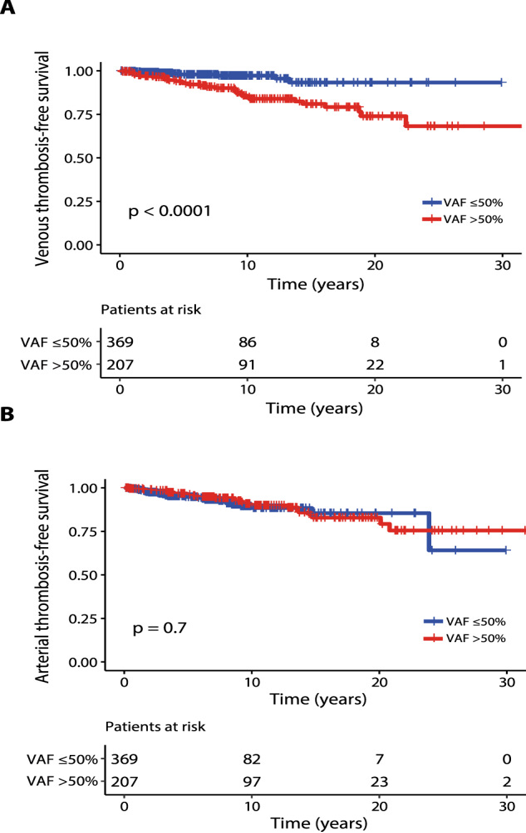 A
Venous thrombosis-free survival
1.00
0.75
0.50
0.25
0.00
p < 0.0001
VAF ≤50%
VAF >50%
0 10 20 30
Time (years)
Patients at risk
VAF ≤50% 369 86 8 0
VAF >50% 207 91 22 1
0 10 20 30
Time (years)
B
Arterial thrombosis-free survival
1.00
0.75
0.50
0.25
0.00
p = 0.7
VAF ≤50%
VAF >50%
0 10 20 30
Time (years)
Patients at risk
VAF ≤50% 369 82 7 0
VAF >50% 207 97 23 2
0 10 20 30
Time (years)